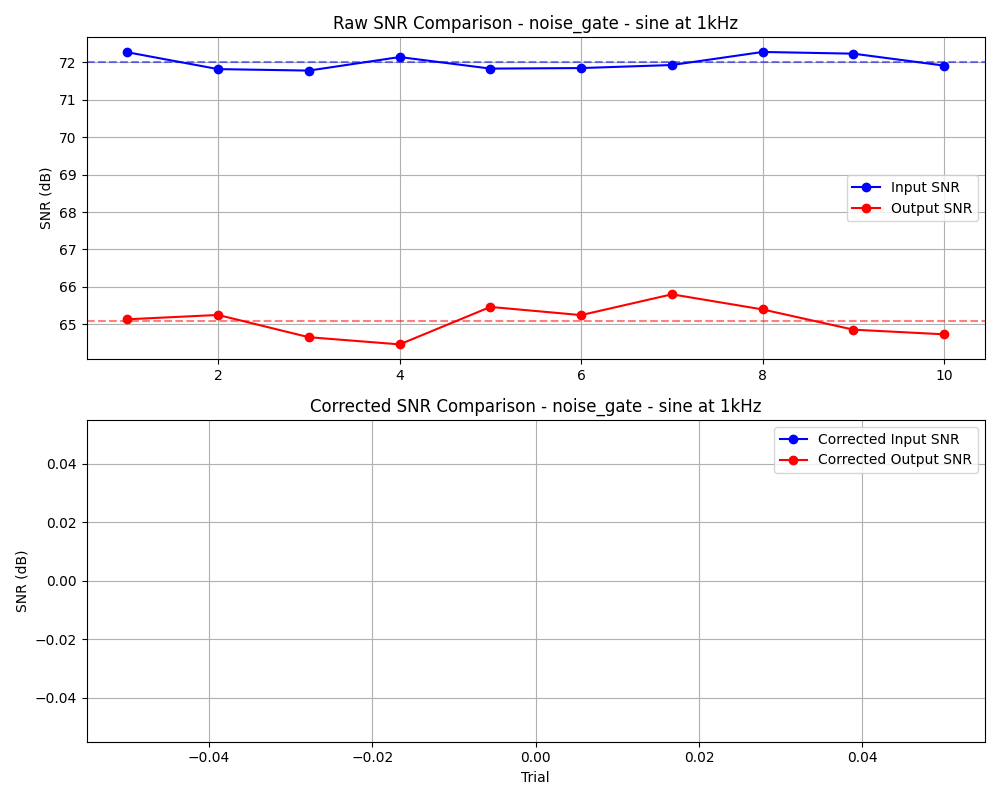 Raw SNR Comparison - noise_gate - sine at 1kHz
SNR (dB)
72
71
70
69
68
67
66
65
Input SNR
Output SNR
2 4 6 8 10
Corrected SNR Comparison - noise_gate - sine at 1kHz
SNR (dB)
0.04
0.02
0.00
−0.02
−0.04
Corrected Input SNR
Corrected Output SNR
−0.04 −0.02 0.00 0.02 0.04
Trial